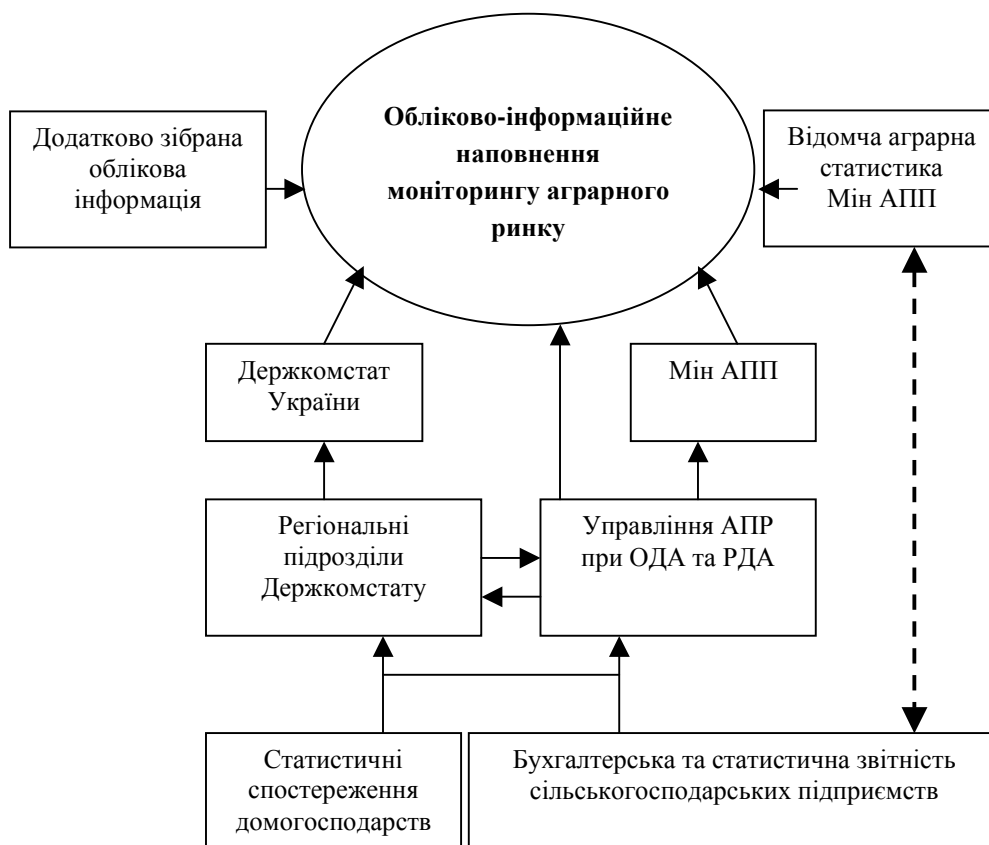 Обліково-інформаційне
наповнення
моніторингу аграрного
ринку
Додатково зібрана
облікова
інформація
Відомча аграрна
статистика
Мін АПП
Держкомстат
України
Мін АПП
Регіональні
підрозділи
Держкомстату
Управління АПР
при ОДА та РДА
Статистичні
спостереження
домогосподарств
Бухгалтерська та статистична звітність
сільськогосподарських підприємств